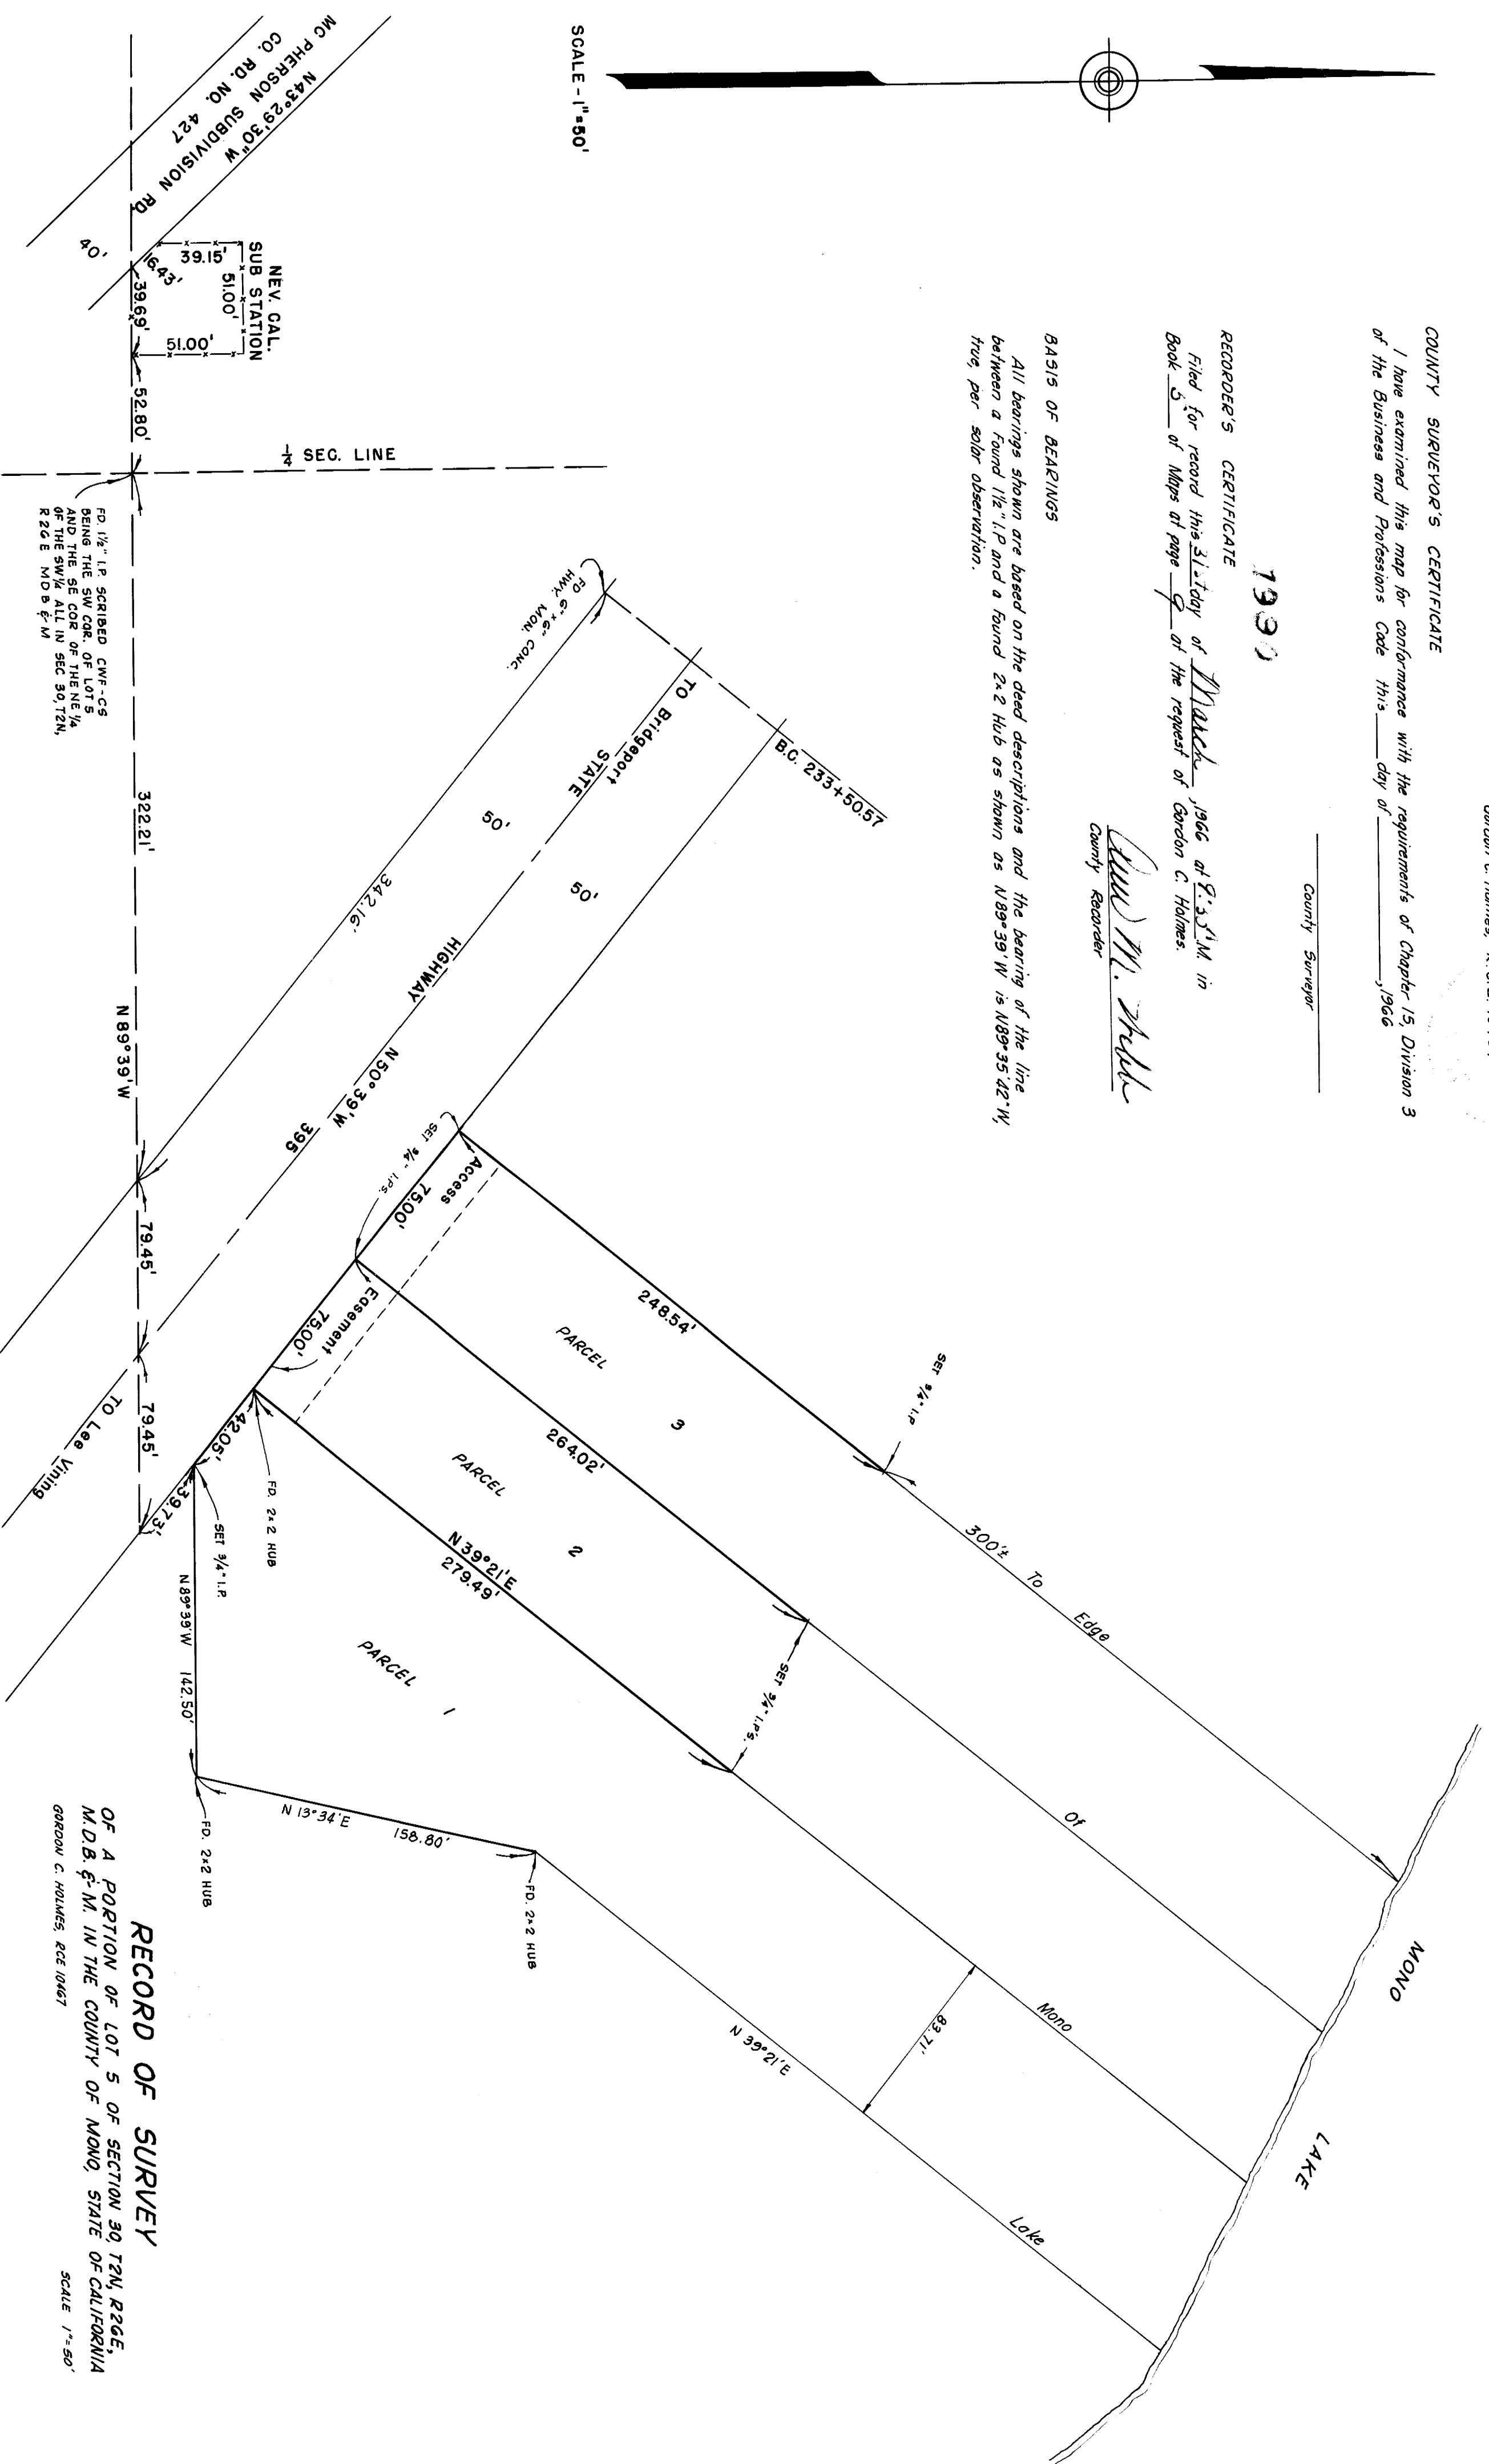 COUNTY SURVEYOR'S CERTIFICATE
I have examined this map for conformance with the requirements of Chapter 15, Division 3
of the Business and Professions Code this ___ day of ________,1966
County Surveyor
1990
RECORDER'S CERTIFICATE
Filed for record this 31st day of March, 1966 at 9:35 M. in
Book 5 of Maps at page 9 at the request of Gordon C. Holmes.
County Recorder
BASIS OF BEARINGS
All bearings shown are based on the deed descriptions and the bearing of the line
between a found 1½" I.P. and a found 2x2 Hub as shown as N89°39'W is N89°35'42"W,
true, per solar observation.
SCALE - 1"=50'
N43°29'30"W
MC PHERSON SUBDIVISION RD.
CO. RD. NO. 427
40'
16.43'
39.15'
51.00'
NEV. CAL.
SUB STATION
51.00'
39.69'
52.80'
¼ SEC. LINE
FD. 1½" I.P. SCRIBED CWF-CS
BEING THE SW COR. OF LOT 5
AND THE SE COR OF THE NE ¼
OF THE SW¼ ALL IN SEC 30, T2N,
R26E MDB & M
322.21'
N89°39'W
FD 6"x6" CONC.
HWY. MON.
B.C. 233+50.57
TO Bridgeport
STATE
HIGHWAY
395
N50°39'W
50'
50'
342.16'
79.45'
79.45'
TO Lee Vining
SET ¾" I.P.s.
Access
75.00'
Easement
75.00'
42.05'
39.73'
FD. 2x2 HUB
SET ¾" I.P.
N89°39'W 142.50'
FD. 2x2 HUB
N 13°34'E 158.80'
FD. 2x2 HUB
248.54'
PARCEL
3
264.02'
PARCEL
2
N39°21'E
279.49'
PARCEL
1
SET ¾" I.P.
SET ¾" I.P's.
300'± To Edge Of Mono Lake
83.71'
N 39°21'E
MONO LAKE
RECORD OF SURVEY
OF A PORTION OF LOT 5 OF SECTION 30, T2N, R26E,
M.D.B. & M. IN THE COUNTY OF MONO, STATE OF CALIFORNIA
GORDON C. HOLMES, RCE 10467
SCALE 1"=50'